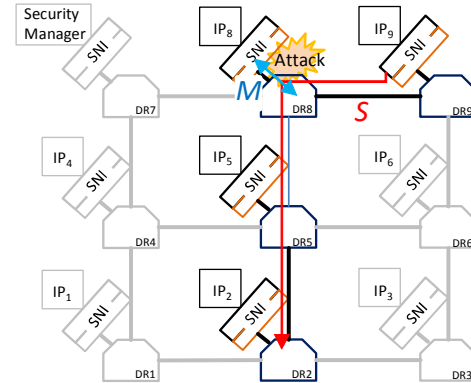 Security
Manager
SNI
IP8
SNI
Attack
IP9
SNI
M
S
DR7
DR8
DR9
IP4
SNI
IP5
SNI
IP6
SNI
DR4
DR5
DR6
IP1
SNI
IP2
SNI
IP3
SNI
DR1
DR2
DR3